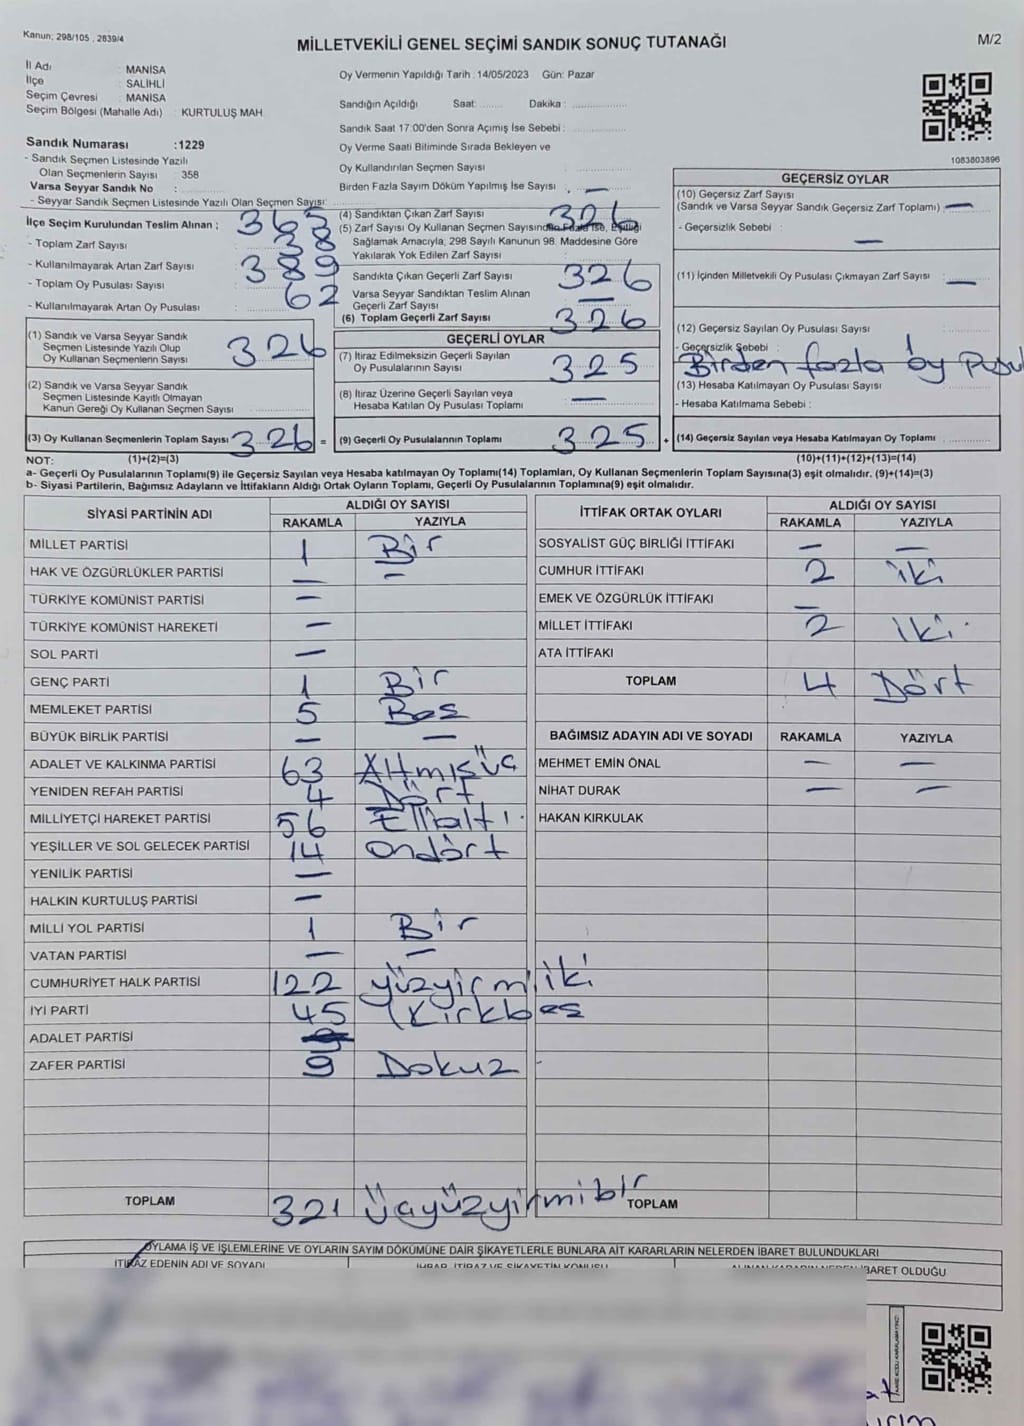 Kanun: 298/105 , 2839/4
MİLLETVEKİLİ GENEL SEÇİMİ SANDIK SONUÇ TUTANAĞI
M/2
İl Adı : MANİSA
İlçe : SALİHLİ
Seçim Çevresi : MANİSA
Seçim Bölgesi (Mahalle Adı) : KURTULUŞ MAH.
Sandık Numarası :1229
- Sandık Seçmen Listesinde Yazılı
Olan Seçmenlerin Sayısı : 358
Varsa Seyyar Sandık No :
- Seyyar Sandık Seçmen Listesinde Yazılı Olan Seçmen Sayısı:
Oy Vermenin Yapıldığı Tarih :14/05/2023 Gün: Pazar
Sandığın Açıldığı Saat: Dakika :
Sandık Saat 17:00'den Sonra Açımış İse Sebebi :
Oy Verme Saati Bitiminde Sırada Bekleyen ve
Oy Kullandırılan Seçmen Sayısı :
Birden Fazla Sayım Döküm Yapılmış İse Sayısı : —
1083803896
İlçe Seçim Kurulundan Teslim Alınan ;
- Toplam Zarf Sayısı : 365
- Kullanılmayarak Artan Zarf Sayısı : 38
- Toplam Oy Pusulası Sayısı : 389
- Kullanılmayarak Artan Oy Pusulası : 62
(1) Sandık ve Varsa Seyyar Sandık
Seçmen Listesinde Yazılı Olup
Oy Kullanan Seçmenlerin Sayısı 326
(2) Sandık ve Varsa Seyyar Sandık
Seçmen Listesinde Kayıtlı Olmayan
Kanun Gereği Oy Kullanan Seçmen Sayısı
(3) Oy Kullanan Seçmenlerin Toplam Sayısı 326 =
(4) Sandıktan Çıkan Zarf Sayısı 326
(5) Zarf Sayısı Oy Kullanan Seçmen Sayısından Fazla İse, Eşitliği
Sağlamak Amacıyla, 298 Sayılı Kanunun 98. Maddesine Göre
Yakılarak Yok Edilen Zarf Sayısı
Sandıkta Çıkan Geçerli Zarf Sayısı 326
Varsa Seyyar Sandıktan Teslim Alınan
Geçerli Zarf Sayısı —
(6) Toplam Geçerli Zarf Sayısı 326
GEÇERLİ OYLAR
(7) İtiraz Edilmeksizin Geçerli Sayılan
Oy Pusulalarının Sayısı 325
(8) İtiraz Üzerine Geçerli Sayılan veya
Hesaba Katılan Oy Pusulası Toplamı —
(9) Geçerli Oy Pusulalarının Toplamı 325 +
GEÇERSİZ OYLAR
(10) Geçersiz Zarf Sayısı
(Sandık ve Varsa Seyyar Sandık Geçersiz Zarf Toplamı) —
- Geçersizlik Sebebi :
—
(11) İçinden Milletvekili Oy Pusulası Çıkmayan Zarf Sayısı —
(12) Geçersiz Sayılan Oy Pusulası Sayısı : 1
- Geçersizlik Sebebi :
Birden fazla oy Pusul
(13) Hesaba Katılmayan Oy Pusulası Sayısı :
- Hesaba Katılmama Sebebi :
(14) Geçersiz Sayılan veya Hesaba Katılmayan Oy Toplamı
NOT: (1)+(2)=(3) (10)+(11)+(12)+(13)=(14)
a- Geçerli Oy Pusulalarının Toplamı(9) ile Geçersiz Sayılan veya Hesaba katılmayan Oy Toplamı(14) Toplamları, Oy Kullanan Seçmenlerin Toplam Sayısına(3) eşit olmalıdır. (9)+(14)=(3)
b- Siyasi Partilerin, Bağımsız Adayların ve İttifakların Aldığı Ortak Oyların Toplamı, Geçerli Oy Pusulalarının Toplamına(9) eşit olmalıdır.
SİYASİ PARTİNİN ADI ALDIĞI OY SAYISI
RAKAMLA YAZIYLA
MİLLET PARTİSİ 1 Bir
HAK VE ÖZGÜRLÜKLER PARTİSİ — —
TÜRKİYE KOMÜNİST PARTİSİ —
TÜRKİYE KOMÜNİST HAREKETİ —
SOL PARTİ —
GENÇ PARTİ 1 Bir
MEMLEKET PARTİSİ 5 Beş
BÜYÜK BİRLİK PARTİSİ — —
ADALET VE KALKINMA PARTİSİ 63 Altmışüç
YENİDEN REFAH PARTİSİ 4 Dört
MİLLİYETÇİ HAREKET PARTİSİ 56 Ellialtı
YEŞİLLER VE SOL GELECEK PARTİSİ 14 Ondört
YENİLİK PARTİSİ —
HALKIN KURTULUŞ PARTİSİ —
MİLLİ YOL PARTİSİ 1 Bir
VATAN PARTİSİ — —
CUMHURİYET HALK PARTİSİ 122 yüzyirmiiki
İYİ PARTİ 45 Kırkbeş
ADALET PARTİSİ
ZAFER PARTİSİ 9 Dokuz
TOPLAM 321 üçyüzyirmibir
İTTİFAK ORTAK OYLARI ALDIĞI OY SAYISI
RAKAMLA YAZIYLA
SOSYALİST GÜÇ BİRLİĞİ İTTİFAKI — —
CUMHUR İTTİFAKI 2 iki
EMEK VE ÖZGÜRLÜK İTTİFAKI —
MİLLET İTTİFAKI 2 iki
ATA İTTİFAKI
TOPLAM 4 Dört
BAĞIMSIZ ADAYIN ADI VE SOYADI RAKAMLA YAZIYLA
MEHMET EMİN ÖNAL — —
NİHAT DURAK — —
HAKAN KIRKULAK
TOPLAM
OYLAMA İŞ VE İŞLEMLERİNE VE OYLARIN SAYIM DÖKÜMÜNE DAİR ŞİKAYETLERLE BUNLARA AİT KARARLARIN NELERDEN İBARET BULUNDUKLARI
İTİRAZ EDENİN ADI VE SOYADI İHBAR, İTİRAZ VE ŞİKAYETİN KONUSU ALINAN KARARIN NEDEN İBARET OLDUĞU